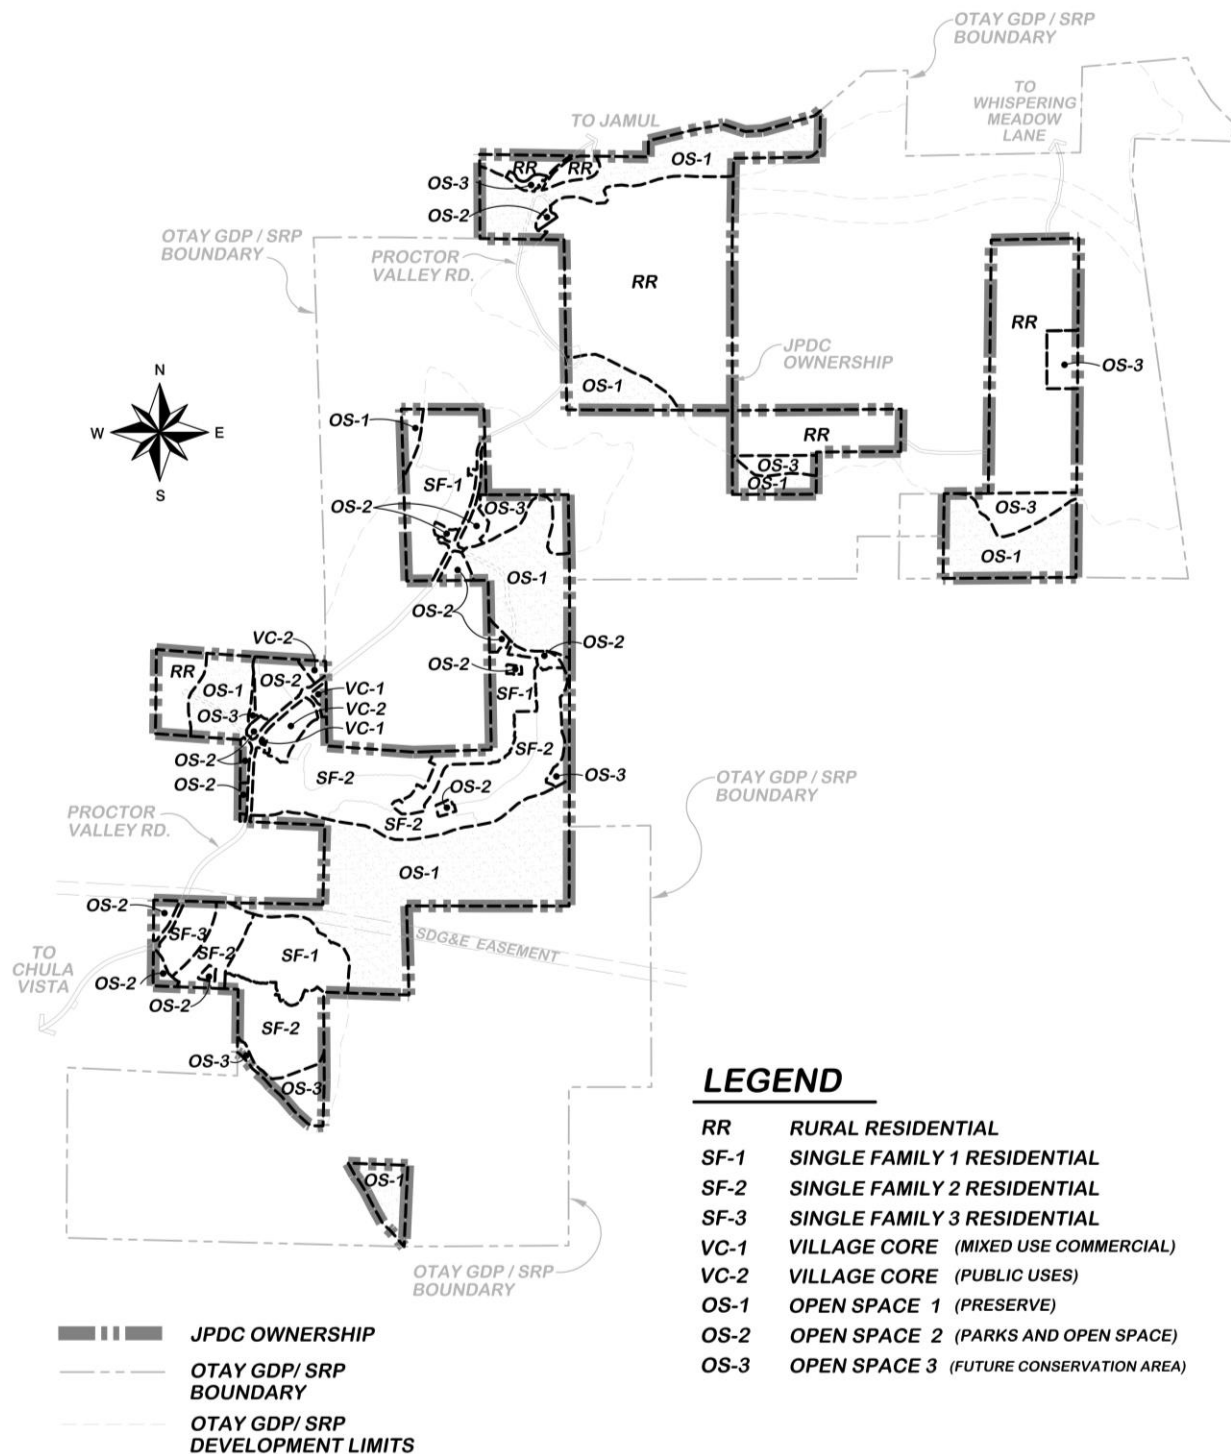 OTAY GDP / SRP
BOUNDARY
TO
WHISPERING
MEADOW
LANE
TO JAMUL
RR
RR
OS-1
OS-3
OS-2
OTAY GDP / SRP
BOUNDARY
PROCTOR
VALLEY RD.
RR
RR
JPDC
OWNERSHIP
OS-3
OS-1
N
W
E
S
OS-1
RR
SF-1
OS-3
OS-1
OS-2
OS-3
OS-3
OS-1
OS-1
OS-2
VC-2
OS-2
OS-2
RR
OS-1
OS-2
SF-1
VC-1
OS-3
VC-2
VC-1
OS-2
SF-2
OS-2
SF-2
OS-3
OS-2
OTAY GDP / SRP
BOUNDARY
PROCTOR
VALLEY RD.
SF-2
OS-1
OS-2
SF-3
SF-2
SF-1
SDG&E EASEMENT
TO
CHULA
VISTA
OS-2
OS-2
SF-2
OS-3
OS-3
OS-1
OTAY GDP / SRP
BOUNDARY
LEGEND
RR RURAL RESIDENTIAL
SF-1 SINGLE FAMILY 1 RESIDENTIAL
SF-2 SINGLE FAMILY 2 RESIDENTIAL
SF-3 SINGLE FAMILY 3 RESIDENTIAL
VC-1 VILLAGE CORE (MIXED USE COMMERCIAL)
VC-2 VILLAGE CORE (PUBLIC USES)
OS-1 OPEN SPACE 1 (PRESERVE)
OS-2 OPEN SPACE 2 (PARKS AND OPEN SPACE)
OS-3 OPEN SPACE 3 (FUTURE CONSERVATION AREA)
JPDC OWNERSHIP
OTAY GDP/ SRP
BOUNDARY
OTAY GDP/ SRP
DEVELOPMENT LIMITS